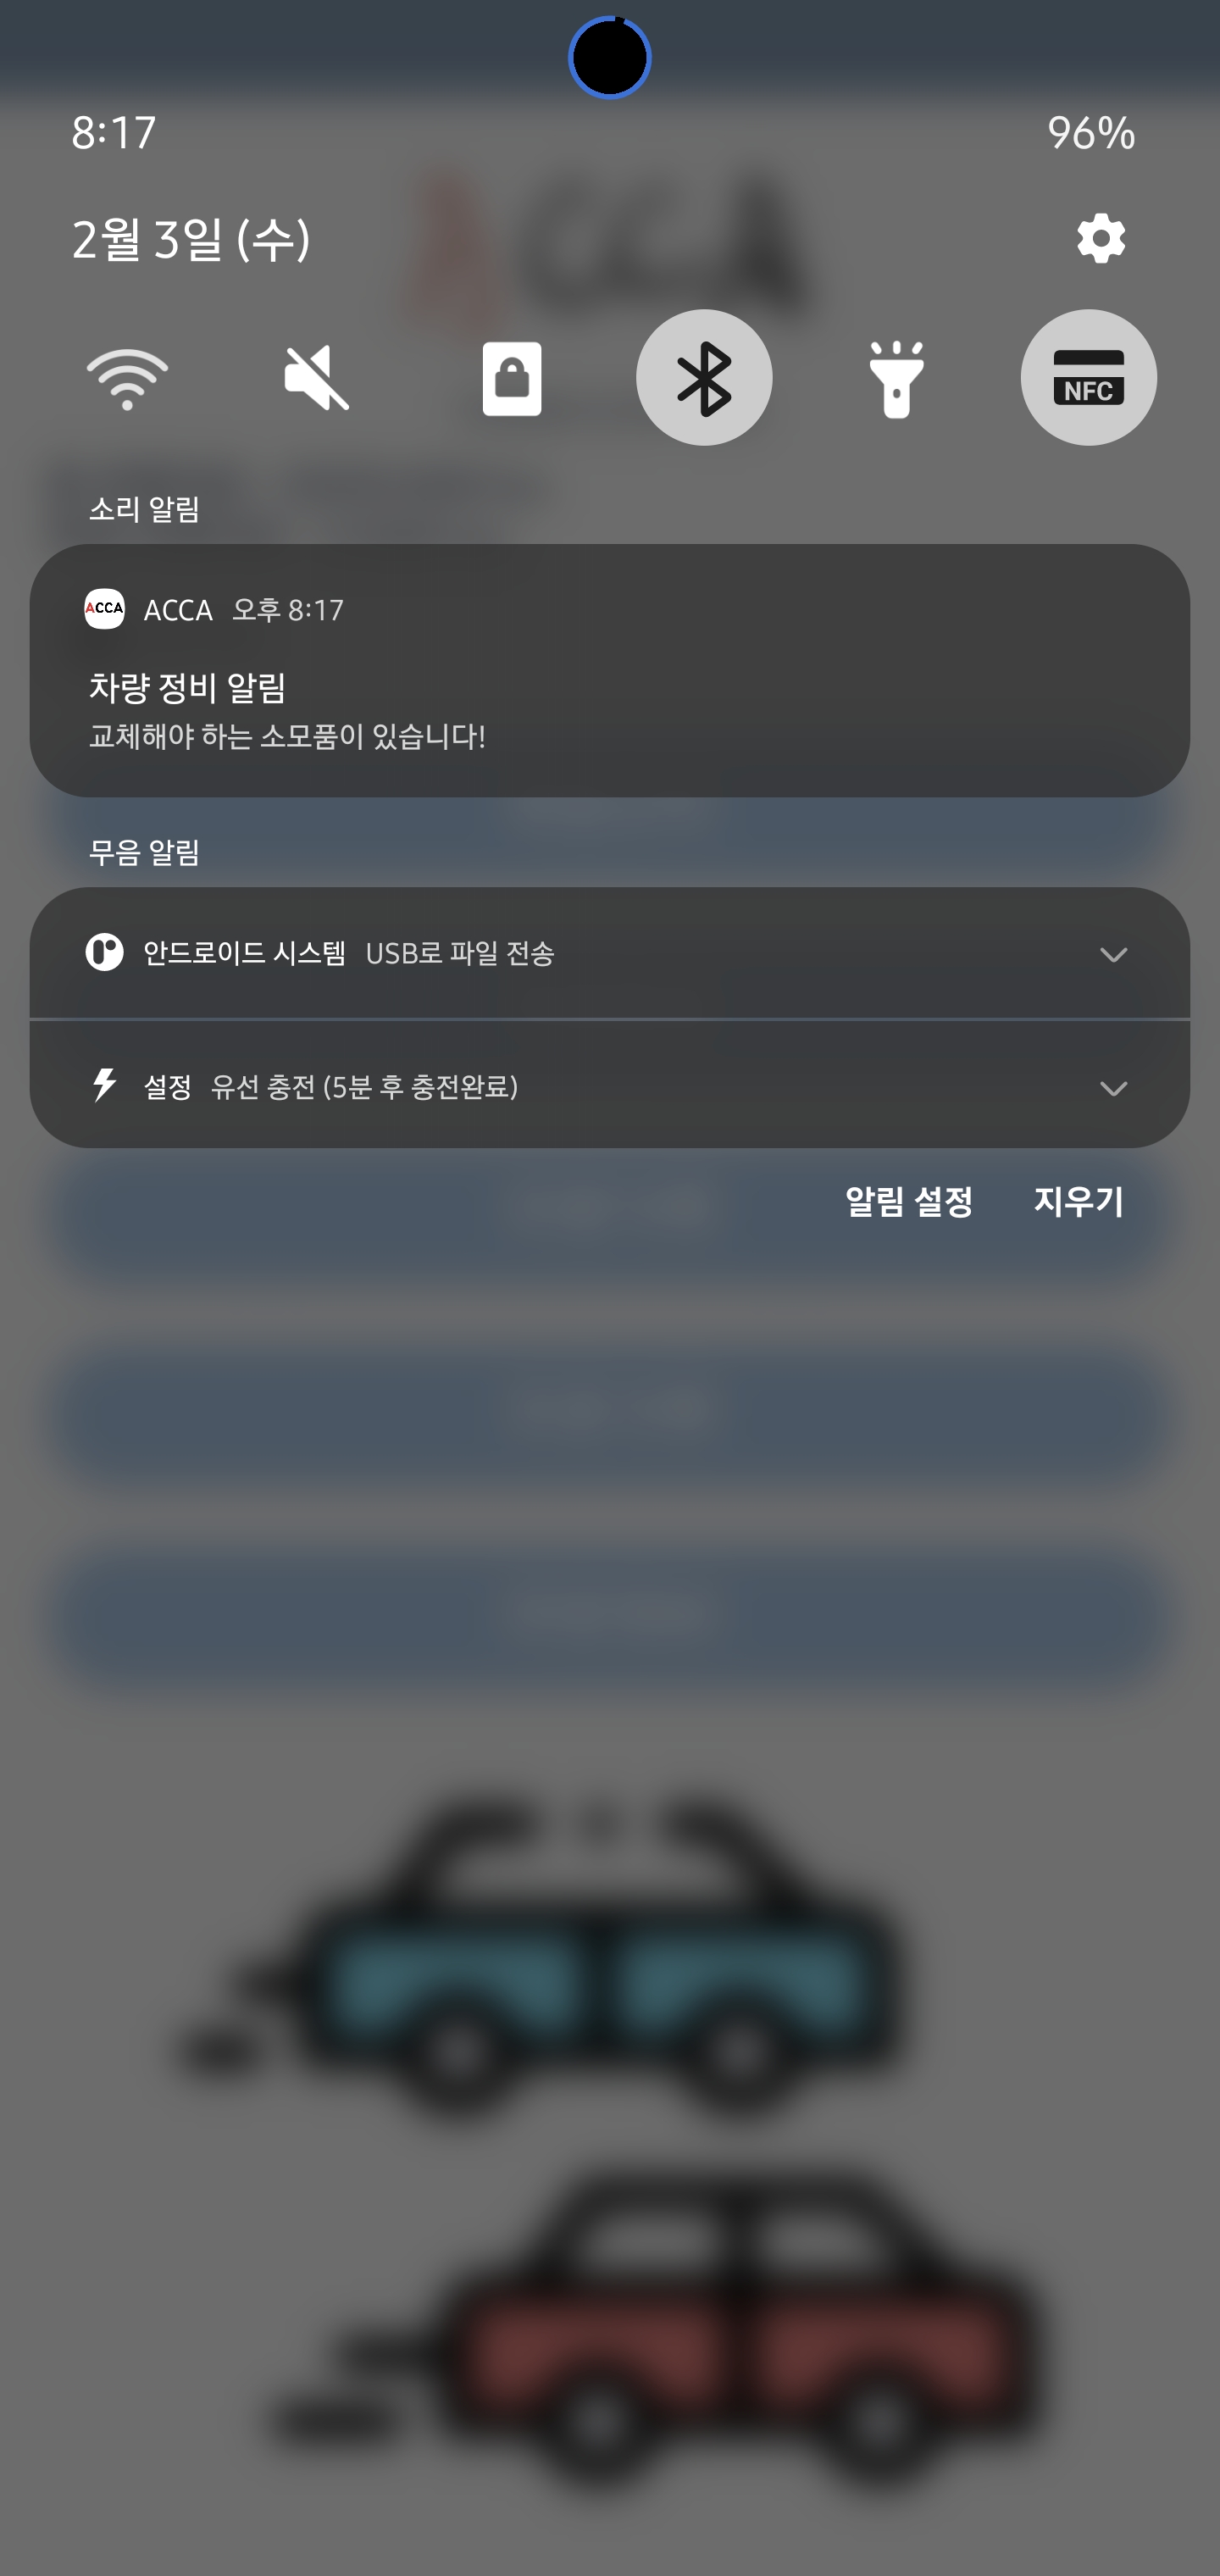 8:17 96%
2월 3일 (수)
NFC
소리 알림
ACCA ACCA 오후 8:17
차량 정비 알림
교체해야 하는 소모품이 있습니다!
무음 알림
안드로이드 시스템 USB로 파일 전송
설정 유선 충전 (5분 후 충전완료)
알림 설정 지우기
ACCA